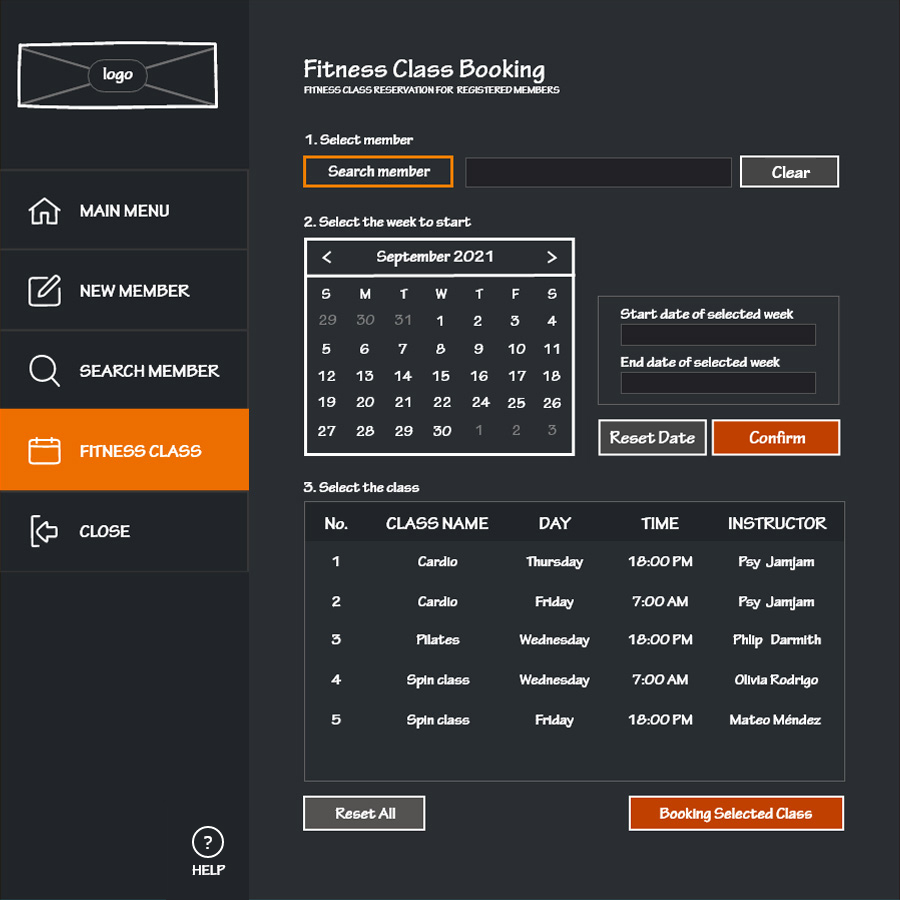 logo
MAIN MENU
NEW MEMBER
SEARCH MEMBER
FITNESS CLASS
CLOSE
? 
HELP
Fitness Class Booking
FITNESS CLASS RESERVATION FOR REGISTERED MEMBERS
1. Select member
Search member Clear
2. Select the week to start
< September 2021 >
S M T W T F S
29 30 31 1 2 3 4
5 6 7 8 9 10 11
12 13 14 15 16 17 18
19 20 21 22 24 25 26
27 28 29 30 1 2 3
Start date of selected week
End date of selected week
Reset Date Confirm
3. Select the class
No. CLASS NAME DAY TIME INSTRUCTOR
1 Cardio Thursday 18:00 PM Psy Jamjam
2 Cardio Friday 7:00 AM Psy Jamjam
3 Pilates Wednesday 18:00 PM Phlip Darmith
4 Spin class Wednesday 7:00 AM Olivia Rodrigo
5 Spin class Friday 18:00 PM Mateo Méndez
Reset All Booking Selected Class